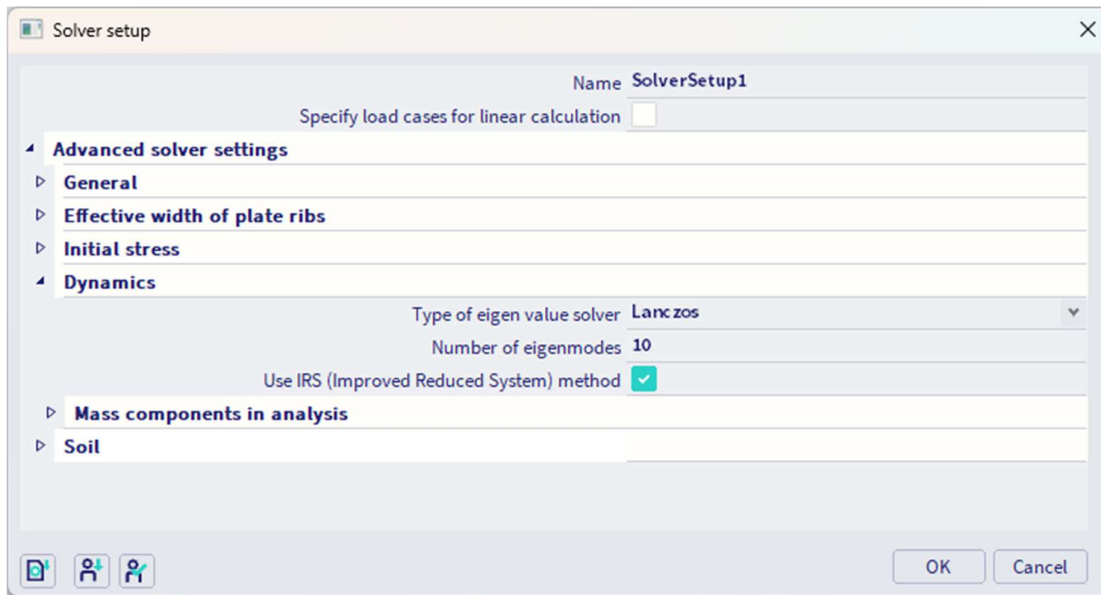 Solver setup
Name SolverSetup1
Specify load cases for linear calculation
Advanced solver settings
General
Effective width of plate ribs
Initial stress
Dynamics
Type of eigen value solver Lanczos
Number of eigenmodes 10
Use IRS (Improved Reduced System) method
Mass components in analysis
Soil
OK Cancel